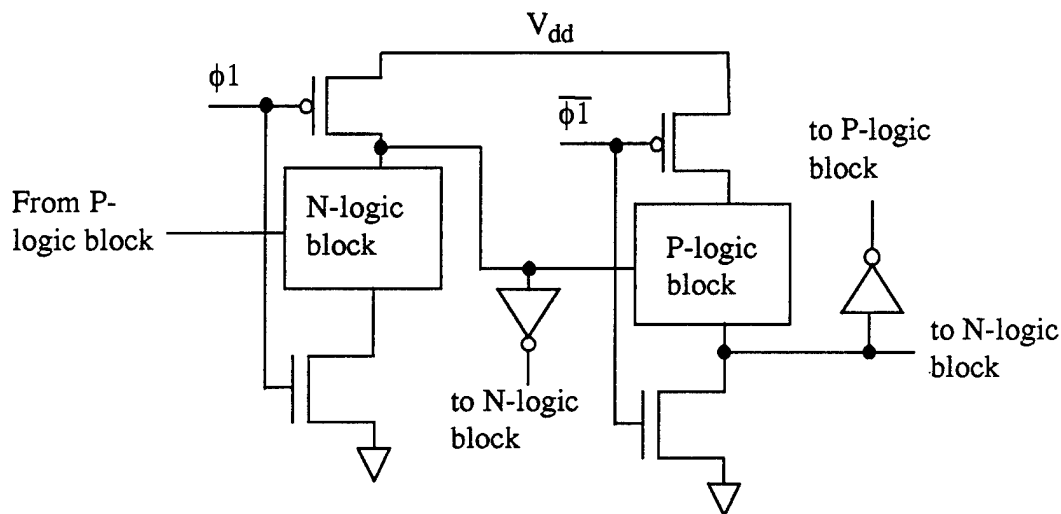 V_dd
ϕ1
From P-
logic block
N-logic
block
to N-logic
block
ϕ1̅
P-logic
block
to P-logic
block
to N-logic
block